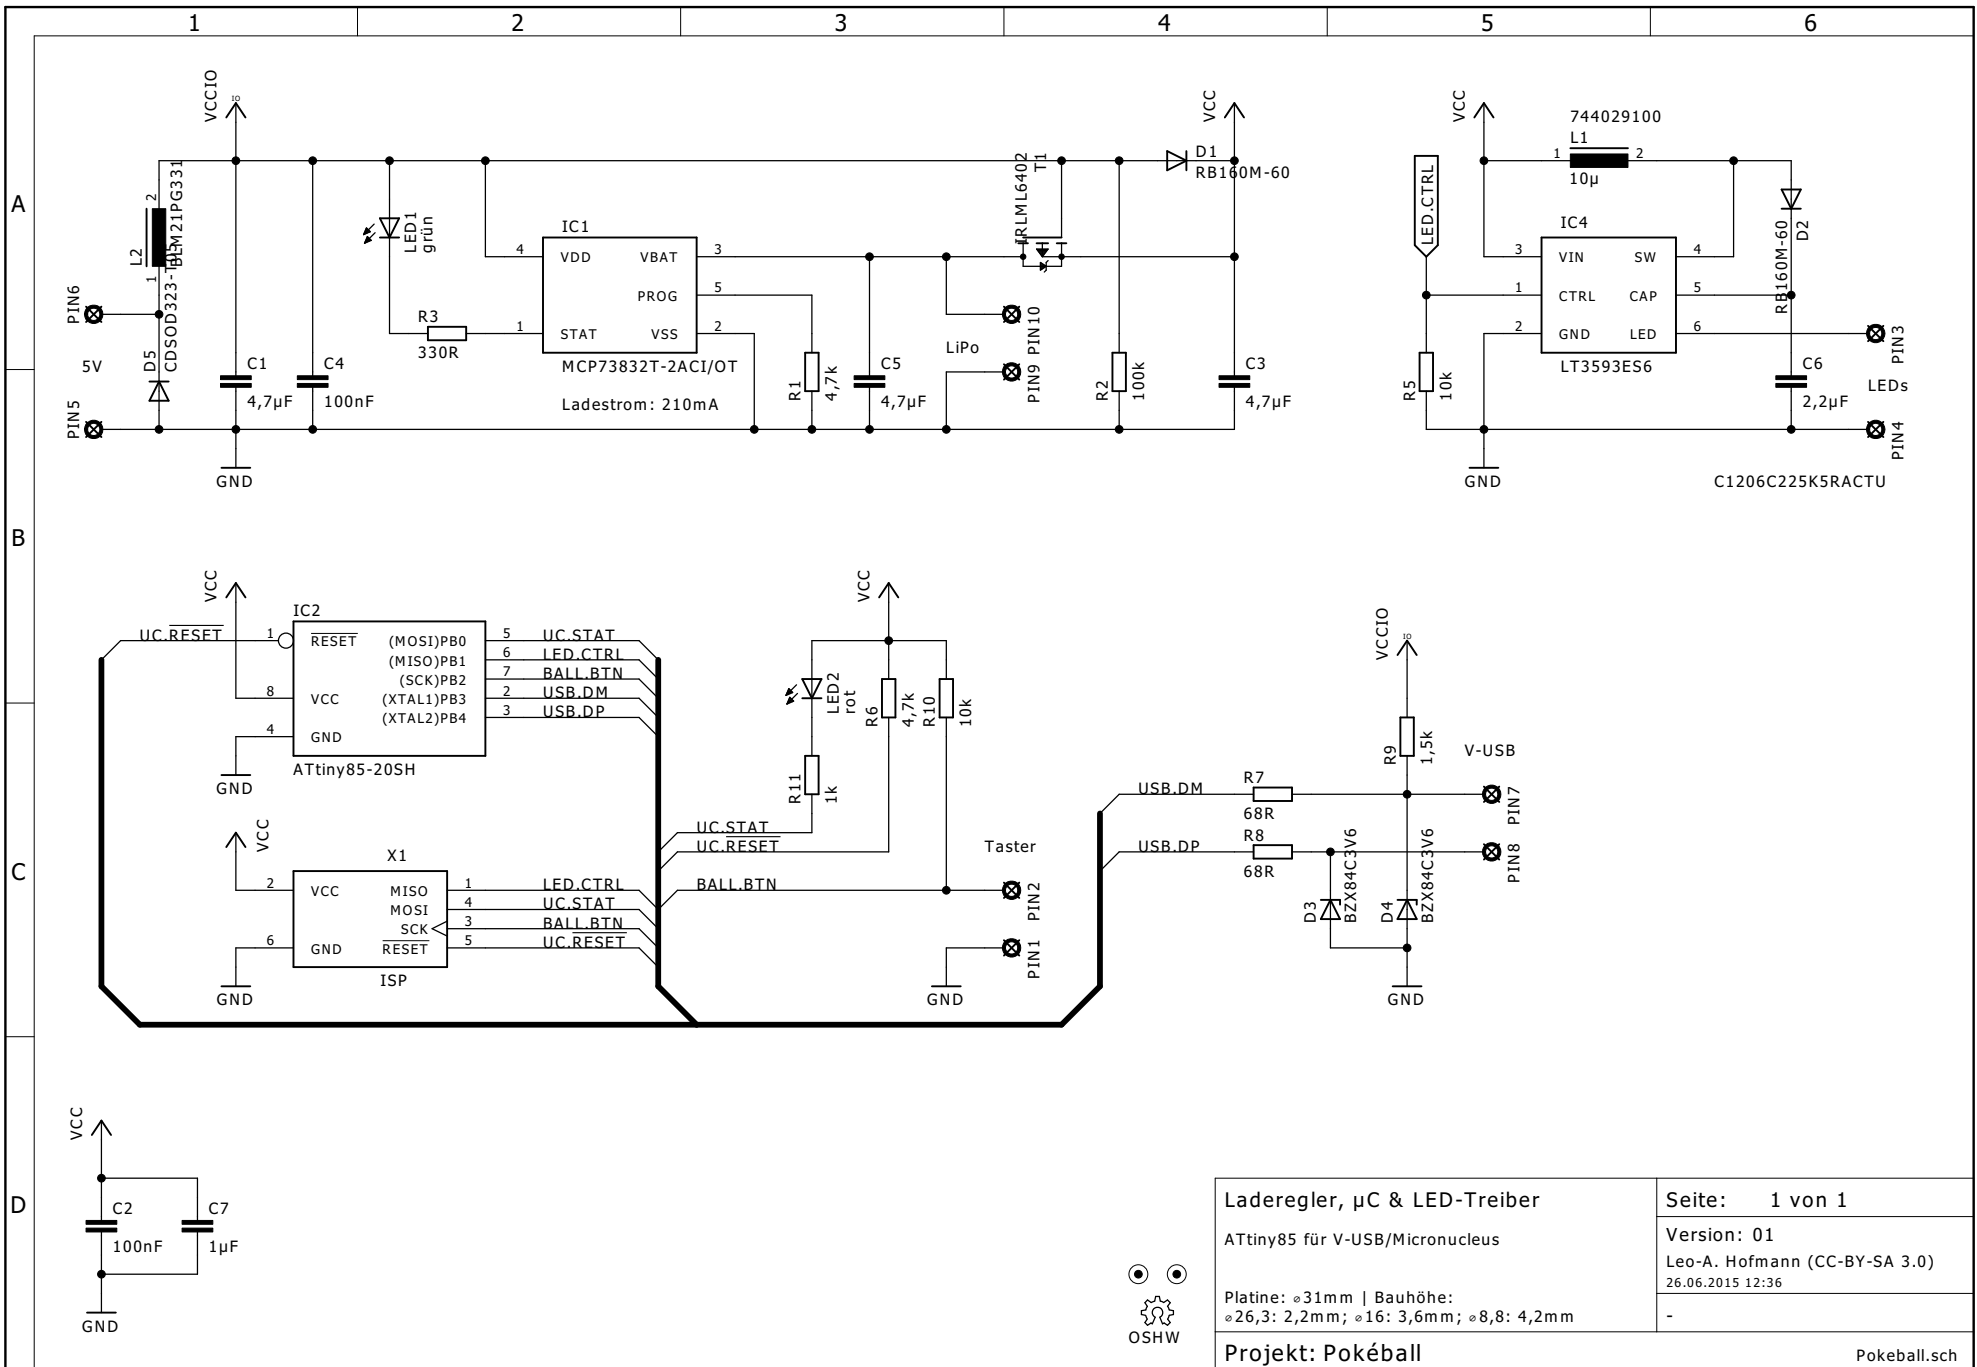 1 2 3 4 5 6
A
B
C
D
VCCIO
IO
L2
1 2
BLM21PG331
D5
PIN6
5V
PIN5
C1
4,7µF
C4
100nF
GND
LED1
grün
R3
330R
IC1
4 VDD
1 STAT
VBAT 3
PROG 5
VSS 2
MCP73832T-2ACI/OT
Ladestrom: 210mA
R1
4,7k
C5
4,7µF
LiPo
PIN10
PIN9
IRLML6402
T1
R2
100k
D1
RB160M-60
VCC
C3
4,7µF
VCC
LED.CTRL
R5
10k
744029100
L1
1 2
10µ
IC4
3 VIN
1 CTRL
2 GND
SW 4
CAP 5
LED 6
LT3593ES6
RB160M-60
D2
C6
2,2µF
PIN3
LEDs
PIN4
GND
C1206C225K5RACTU
VCC
IC2
UC.RESET
1 RESET
8 VCC
4 GND
(MOSI)PB0 5 UC.STAT
(MISO)PB1 6 LED.CTRL
(SCK)PB2 7 BALL.BTN
(XTAL1)PB3 2 USB.DM
(XTAL2)PB4 3 USB.DP
ATtiny85-20SH
GND
VCC
X1
2 VCC
6 GND
MISO 1 LED.CTRL
MOSI 4 UC.STAT
SCK 3 BALL.BTN
RESET 5 UC.RESET
ISP
GND
VCC
LED2
rot
R6
4,7k
R10
10k
R11
1k
UC.STAT
UC.RESET
BALL.BTN
Taster
PIN2
PIN1
GND
VCCIO
IO
R9
1,5k
V-USB
USB.DM
R7
68R
USB.DP
R8
68R
PIN7
PIN8
D3
BZX84C3V6
D4
BZX84C3V6
GND
VCC
C2
100nF
C7
1µF
GND
OSHW
Laderegler, µC & LED-Treiber
ATtiny85 für V-USB/Micronucleus
Platine: ⌀31mm | Bauhöhe:
⌀26,3: 2,2mm; ⌀16: 3,6mm; ⌀8,8: 4,2mm
Seite: 1 von 1
Version: 01
Leo-A. Hofmann (CC-BY-SA 3.0)
26.06.2015 12:36
-
Projekt: Pokéball
Pokeball.sch